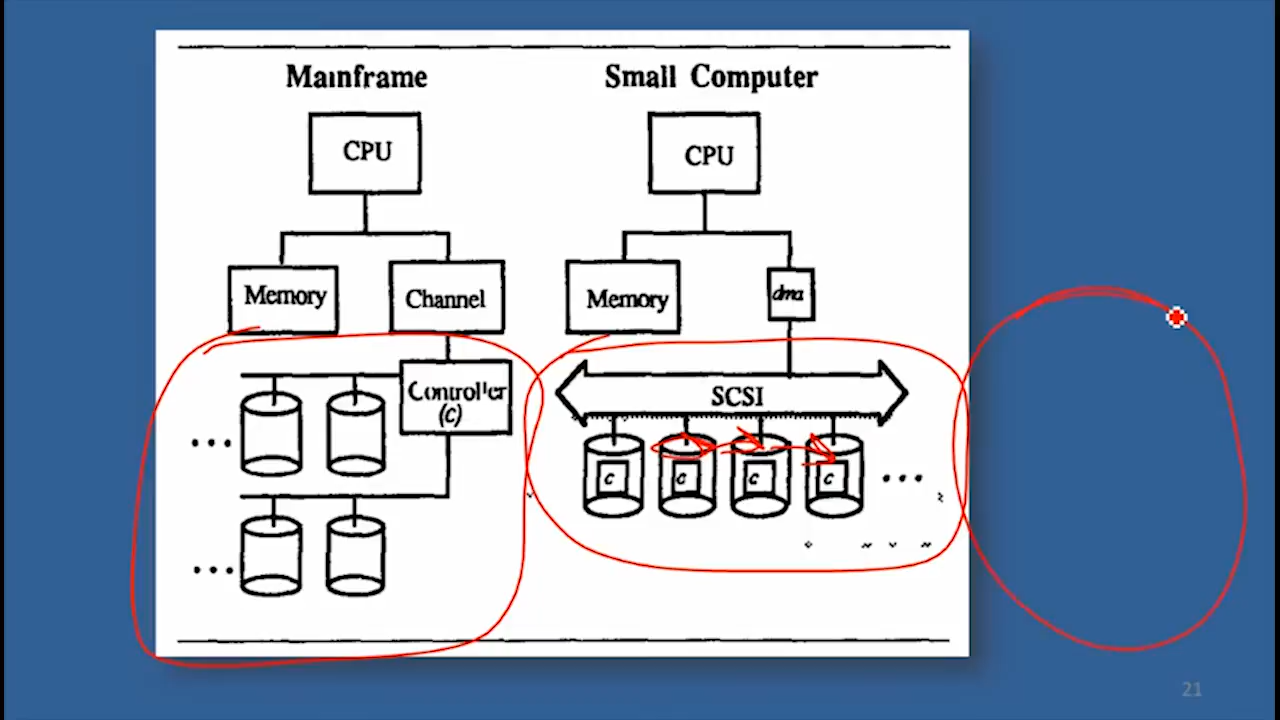 Mainframe
Small Computer
CPU
CPU
Memory
Channel
Memory
dma
Controller
(c)
SCSI
c
c
c
c
21